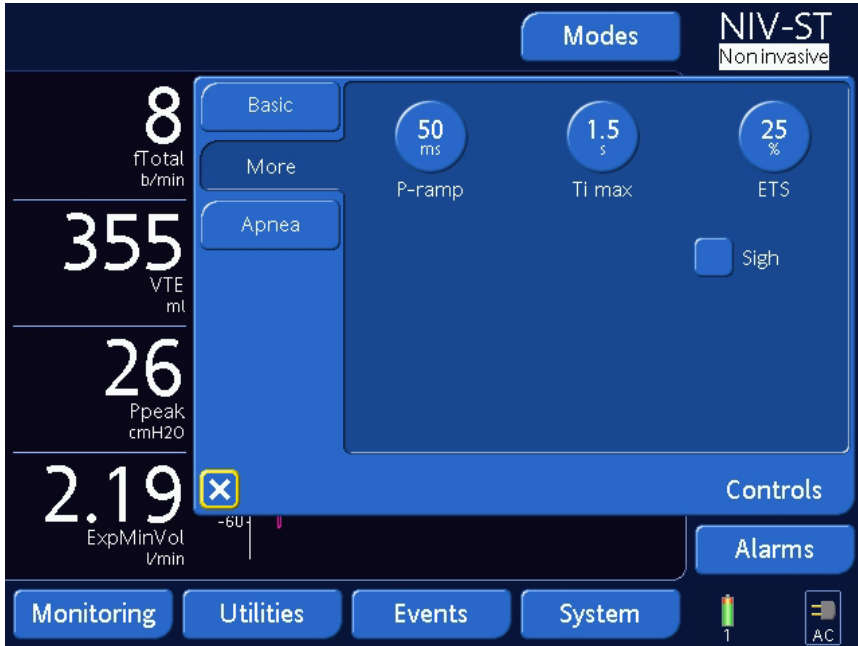 Modes
NIV-ST
Noninvasive
8
fTotal
b/min
355
VTE
ml
26
Ppeak
cmH2O
2.19
ExpMinVol
l/min
Basic
More
Apnea
50
ms
P-ramp
1.5
s
Ti max
25
%
ETS
Sigh
Controls
-60
Alarms
Monitoring
Utilities
Events
System
1
AC